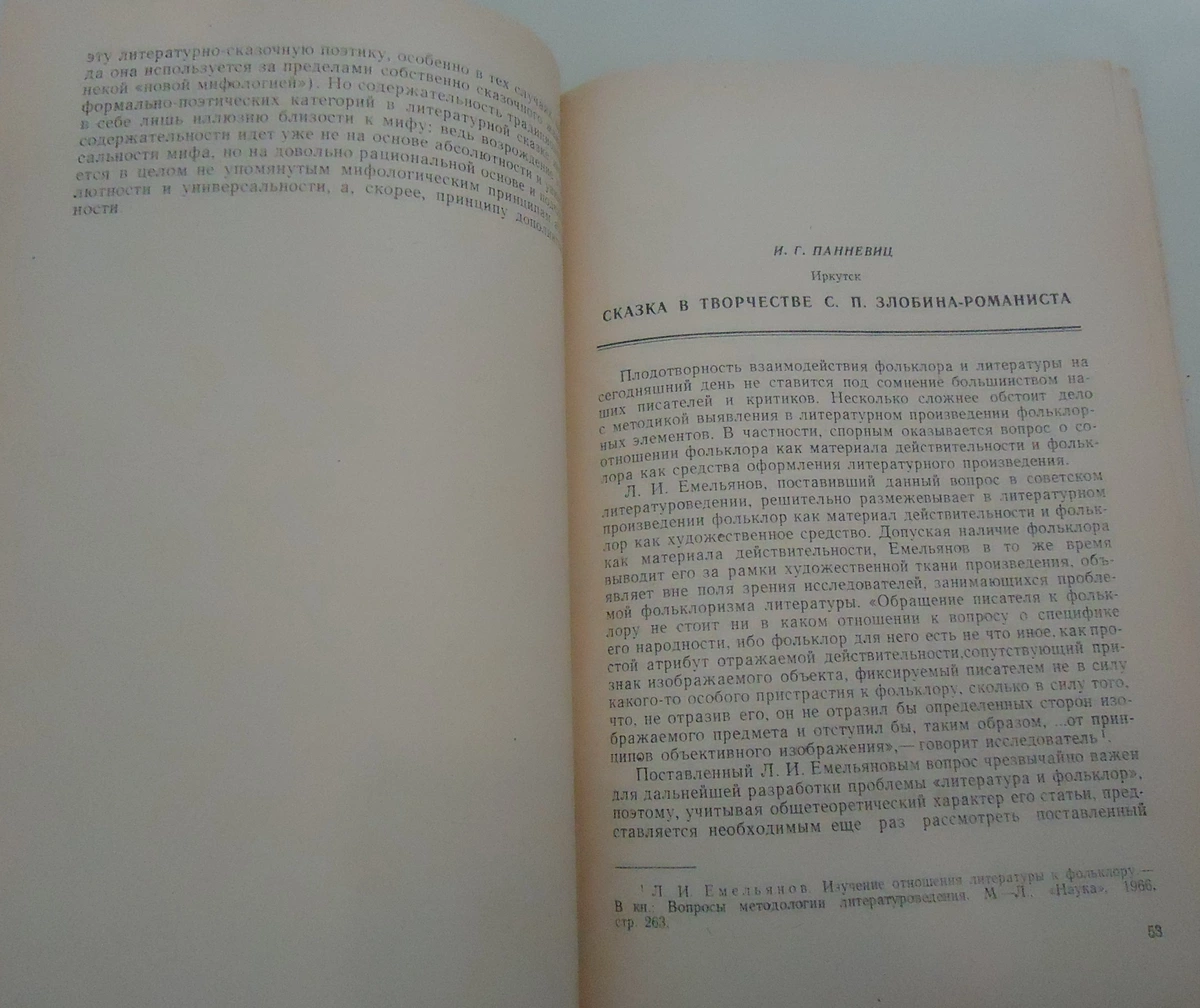 эту литературно-сказочную поэтику, особенно в тех случаях,
да она используется за пределами собственно сказочного
некой «новой мифологией»). Но содержательность
формально-поэтических категорий в литературной сказке
в себе лишь иллюзию близости к мифу: ведь возрождение
содержательности идет уже не на основе абсолютности и
сальности мифа, но на довольно рациональной основе и
ется в целом не упомянутым мифологическим принципам
лютности и универсальности, а, скорее, принципу
ности
И. Г. ПАННЕВИЦ
Иркутск
СКАЗКА В ТВОРЧЕСТВЕ С. П. ЗЛОБИНА-РОМАНИСТА
Плодотворность взаимодействия фольклора и литературы на
сегодняшний день не ставится под сомнение большинством на-
ших писателей и критиков. Несколько сложнее обстоит дело
с методикой выявления в литературном произведении фольклор-
ных элементов. В частности, спорным оказывается вопрос о со-
отношении фольклора как материала действительности и фольк-
лора как средства оформления литературного произведения.
Л. И. Емельянов, поставивший данный вопрос в советском
литературоведении, решительно размежевывает в литературном
произведении фольклор как материал действительности и фольк-
лор как художественное средство. Допуская наличие фольклора
как материала действительности, Емельянов в то же время
выводит его за рамки художественной ткани произведения, объ-
являет вне поля зрения исследователей, занимающихся пробле-
мой фольклоризма литературы. «Обращение писателя к фольк-
лору не стоит ни в каком отношении к вопросу о специфике
его народности, ибо фольклор для него есть не что иное, как про-
стой атрибут отражаемой действительности,сопутствующий при-
знак изображаемого объекта, фиксируемый писателем не в силу
какого-то особого пристрастия к фольклору, сколько в силу того,
что, не отразив его, он не отразил бы определенных сторон изо-
бражаемого предмета и отступил бы, таким образом, ...от прин-
ципов объективного изображения»,— говорит исследователь¹.
Поставленный Л. И. Емельяновым вопрос чрезвычайно важен
для дальнейшей разработки проблемы «литература и фольклор»,
поэтому, учитывая общетеоретический характер его статьи, пред-
ставляется необходимым еще раз рассмотреть поставленный
¹ Л. И. Емельянов. Изучение отношения литературы к фольклору.—
В кн.: Вопросы методологии литературоведения. М.—Л., «Наука», 1966,
стр. 263.
53